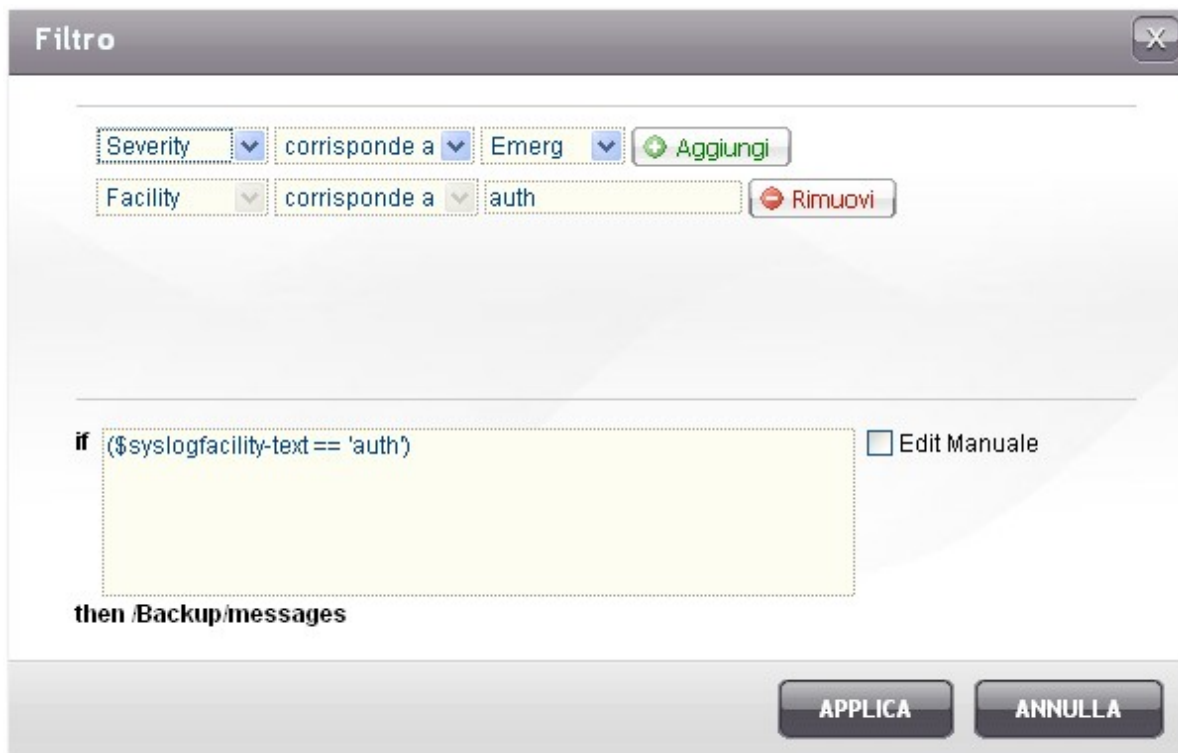 Filtro
X
Severity corrisponde a Emerg Aggiungi
Facility corrisponde a auth Rimuovi
if ($syslogfacility-text == 'auth') Edit Manuale
then /Backup/messages
APPLICA ANNULLA